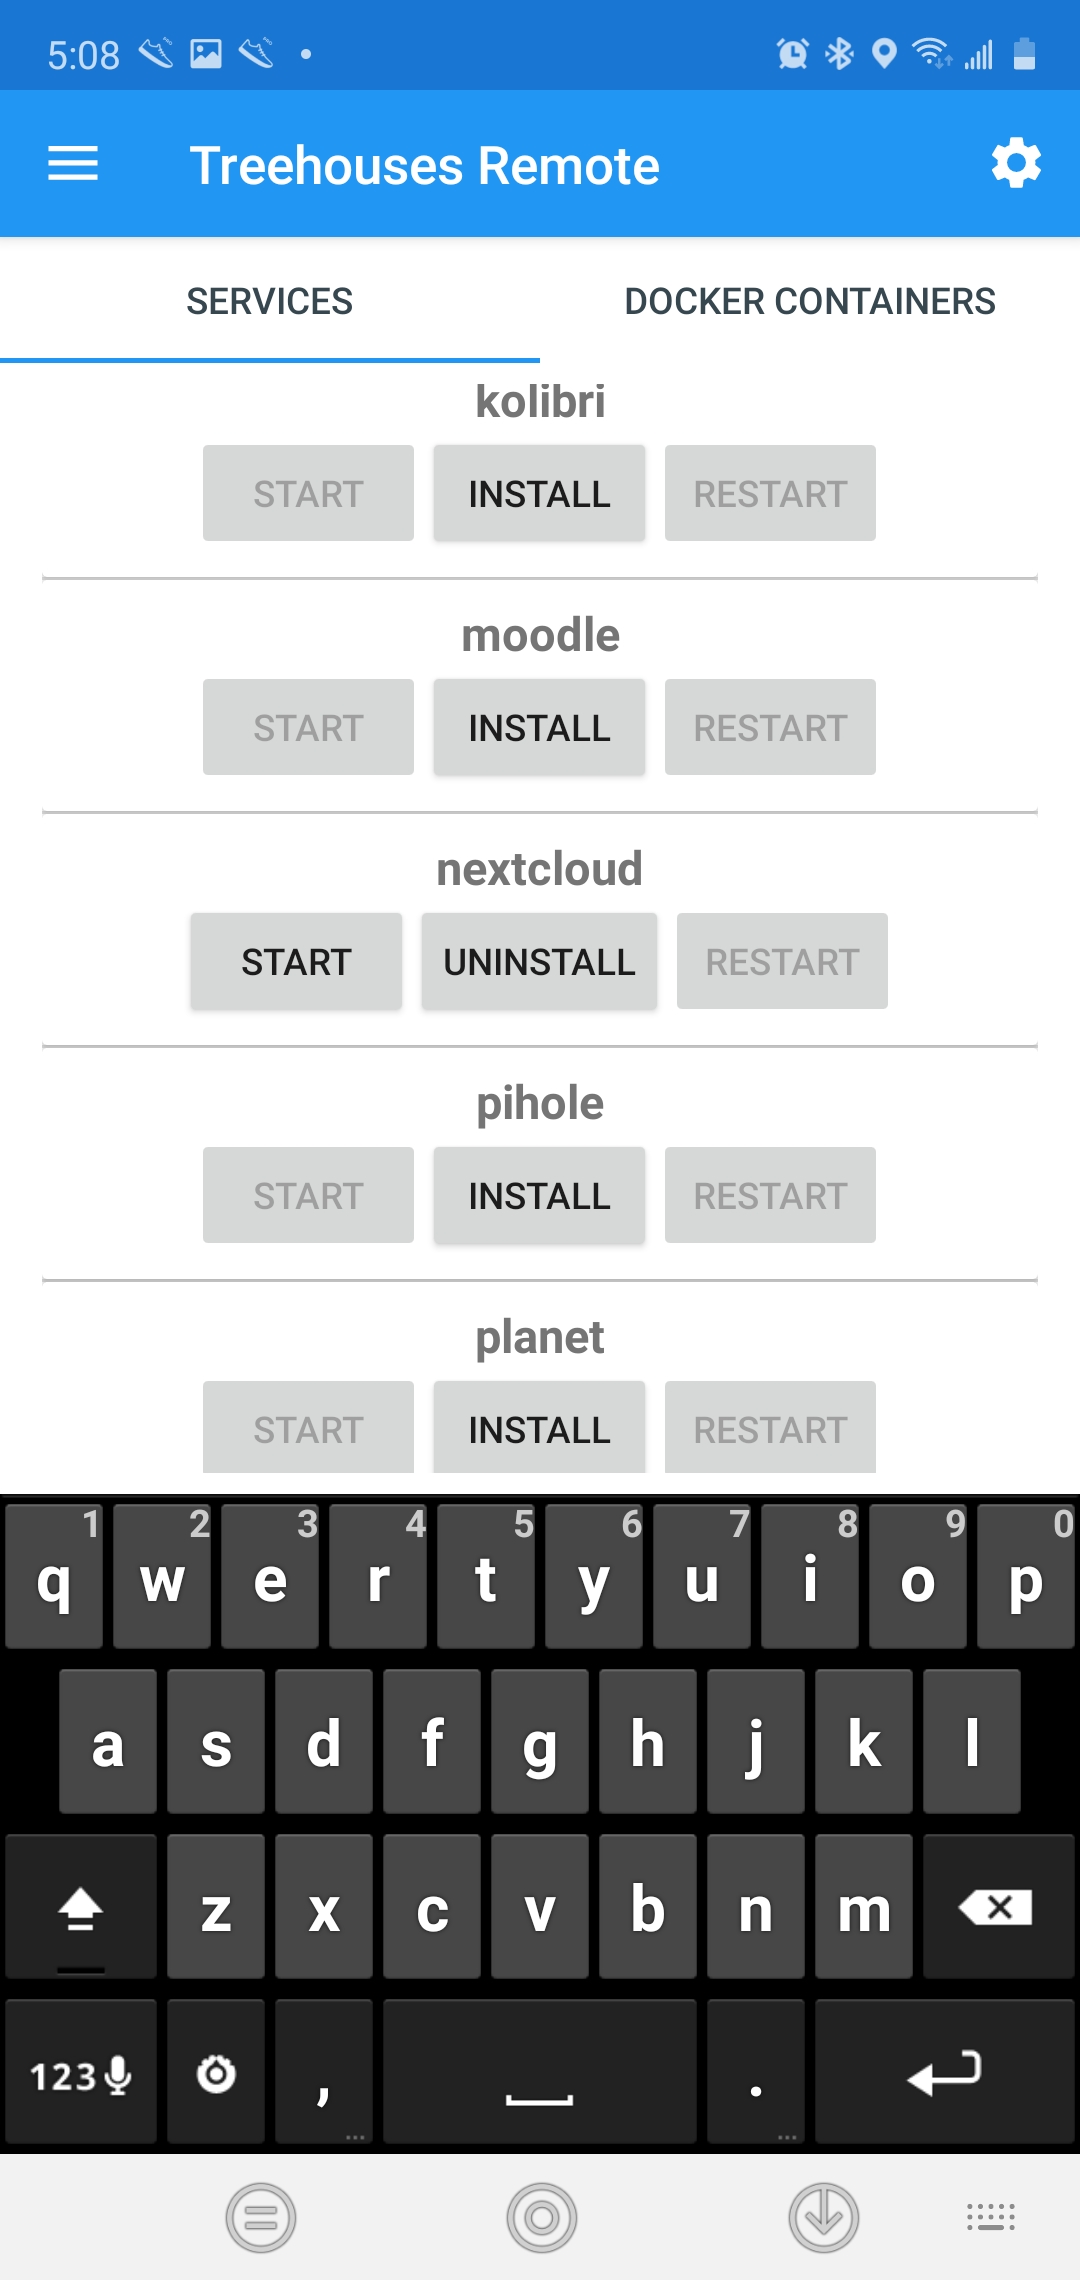 5:08
Treehouses Remote
SERVICES DOCKER CONTAINERS
kolibri
START INSTALL RESTART
moodle
START INSTALL RESTART
nextcloud
START UNINSTALL RESTART
pihole
START INSTALL RESTART
planet
START INSTALL RESTART
1 2 3 4 5 6 7 8 9 0
q w e r t y u i o p
a s d f g h j k l
z x c v b n m
123 , .